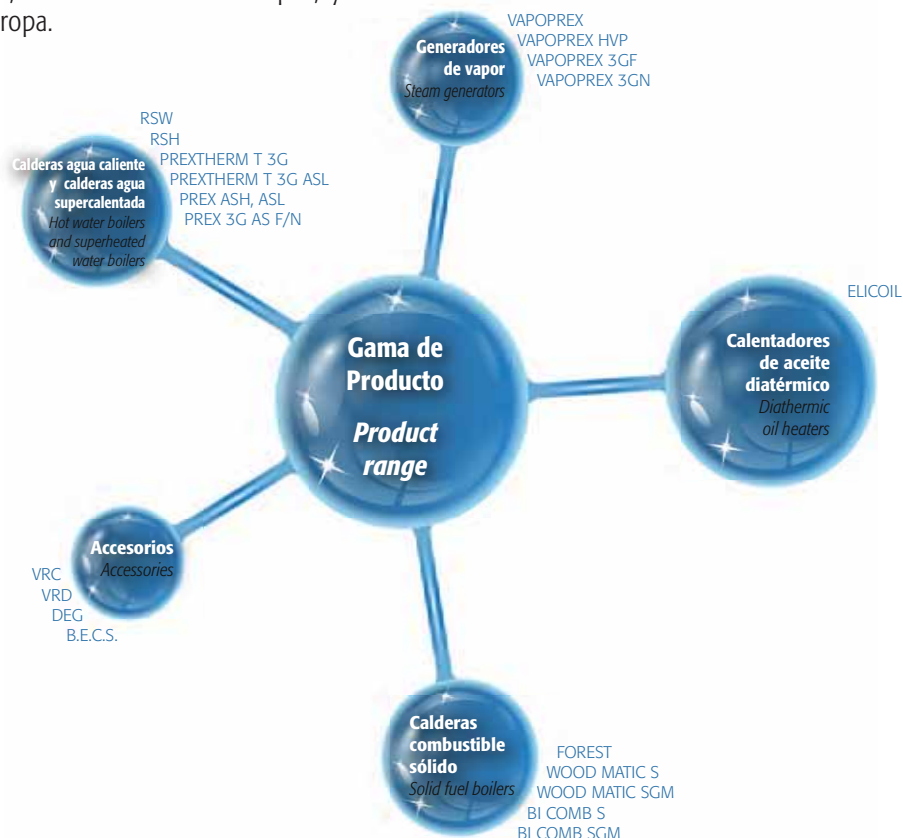 ropa.
VAPOPREX
VAPOPREX HVP
VAPOPREX 3GF
VAPOPREX 3GN
Generadores
de vapor
Steam generators
RSW
RSH
PREXTHERM T 3G
PREXTHERM T 3G ASL
PREX ASH, ASL
PREX 3G AS F/N
Calderas agua caliente
y calderas agua
supercalentada
Hot water boilers
and superheated
water boilers
Gama de
Producto
Product
range
ELICOIL
Calentadores
de aceite
diatérmico
Diathermic
oil heaters
Accesorios
Accessories
VRC
VRD
DEG
B.E.C.S.
Calderas
combustible
sólido
Solid fuel boilers
FOREST
WOOD MATIC S
WOOD MATIC SGM
BI COMB S
BI COMB SGM